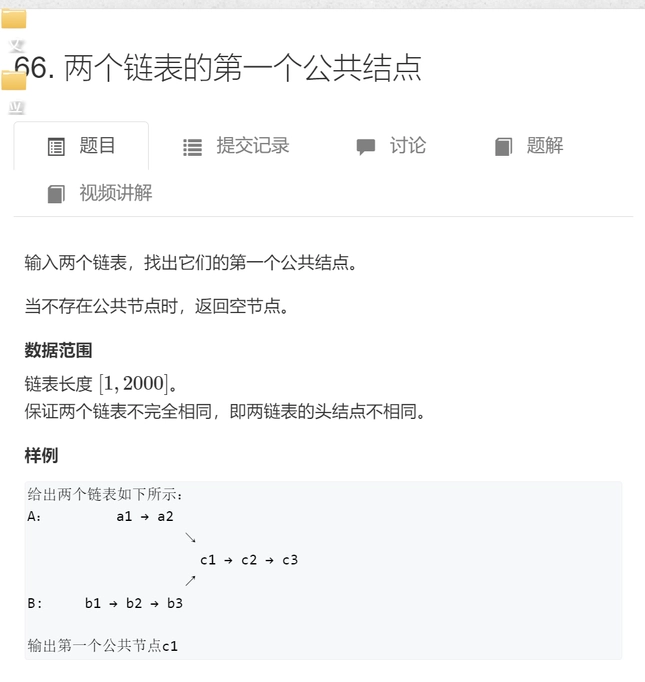 66. 两个链表的第一个公共结点
题目
提交记录
讨论
题解
视频讲解
输入两个链表，找出它们的第一个公共结点。
当不存在公共节点时，返回空节点。
数据范围
链表长度 [1, 2000]。
保证两个链表不完全相同，即两链表的头结点不相同。
样例
给出两个链表如下所示：
A：        a1 → a2
↘
c1 → c2 → c3
↗
B:     b1 → b2 → b3
输出第一个公共节点c1